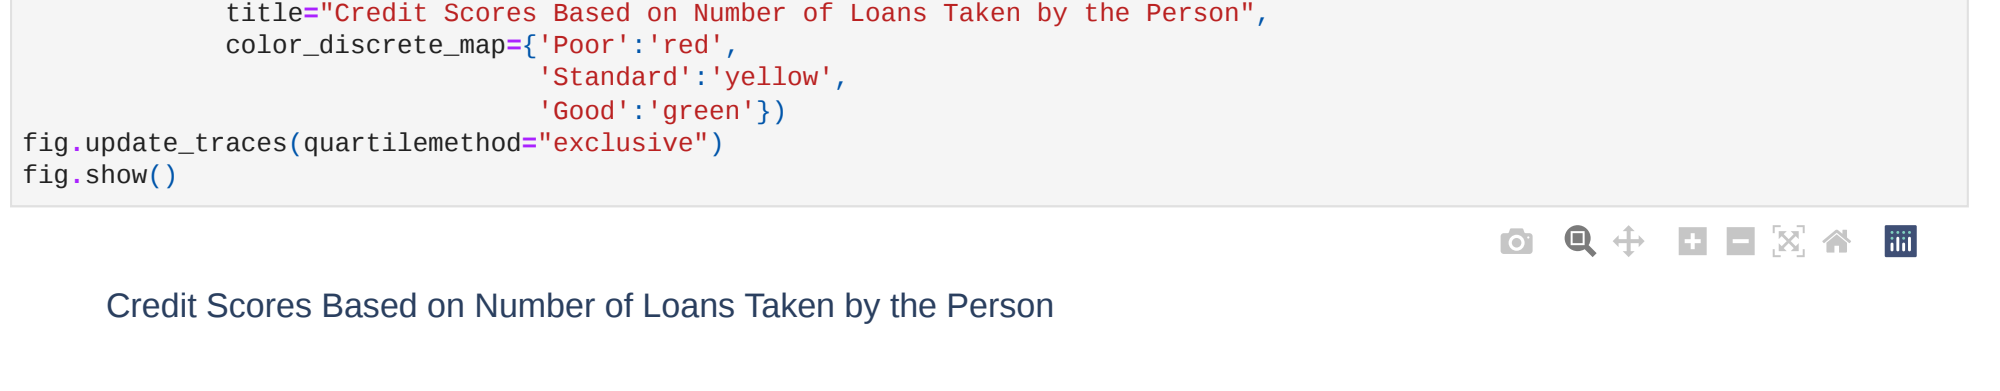 title="Credit Scores Based on Number of Loans Taken by the Person",
color_discrete_map={'Poor':'red',
'Standard':'yellow',
'Good':'green'})
fig.update_traces(quartilemethod="exclusive")
fig.show()
Credit Scores Based on Number of Loans Taken by the Person